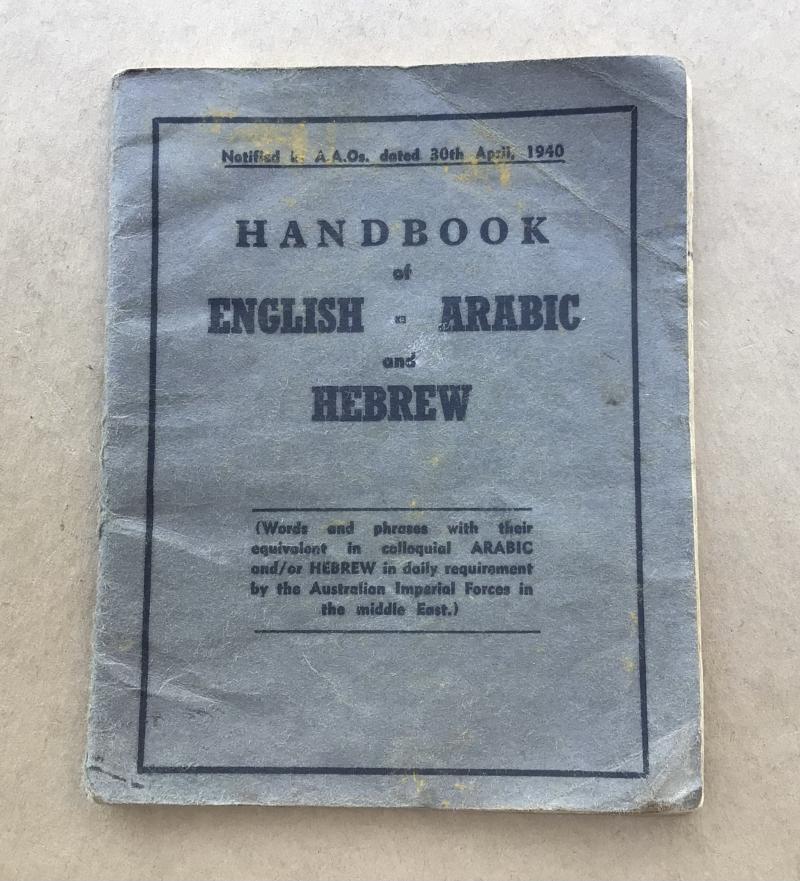 Notified in A.A.Os. dated 30th April, 1940
HANDBOOK
of
ENGLISH - ARABIC
and
HEBREW
(Words and phrases with their
equivalent in colloquial ARABIC
and/or HEBREW in daily requirement
by the Australian Imperial Forces in
the middle East.)